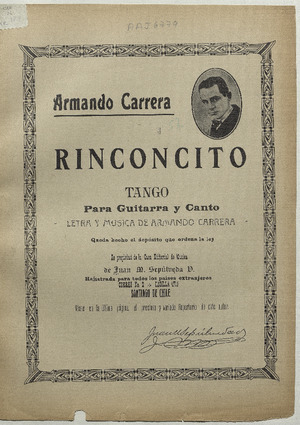 Armando Carrera
RINCONCITO
TANGO
Para Guitarra y Canto
LETRA Y MUSICA DE ARMANDO CARRERA
Queda hecho el depósito que ordena la ley
Es propiedad de la Casa Editorial de Música
de Juan M. Sepúlveda V.
Registrada para todos los paises extranjeros
SANTIAGO DE CHILE